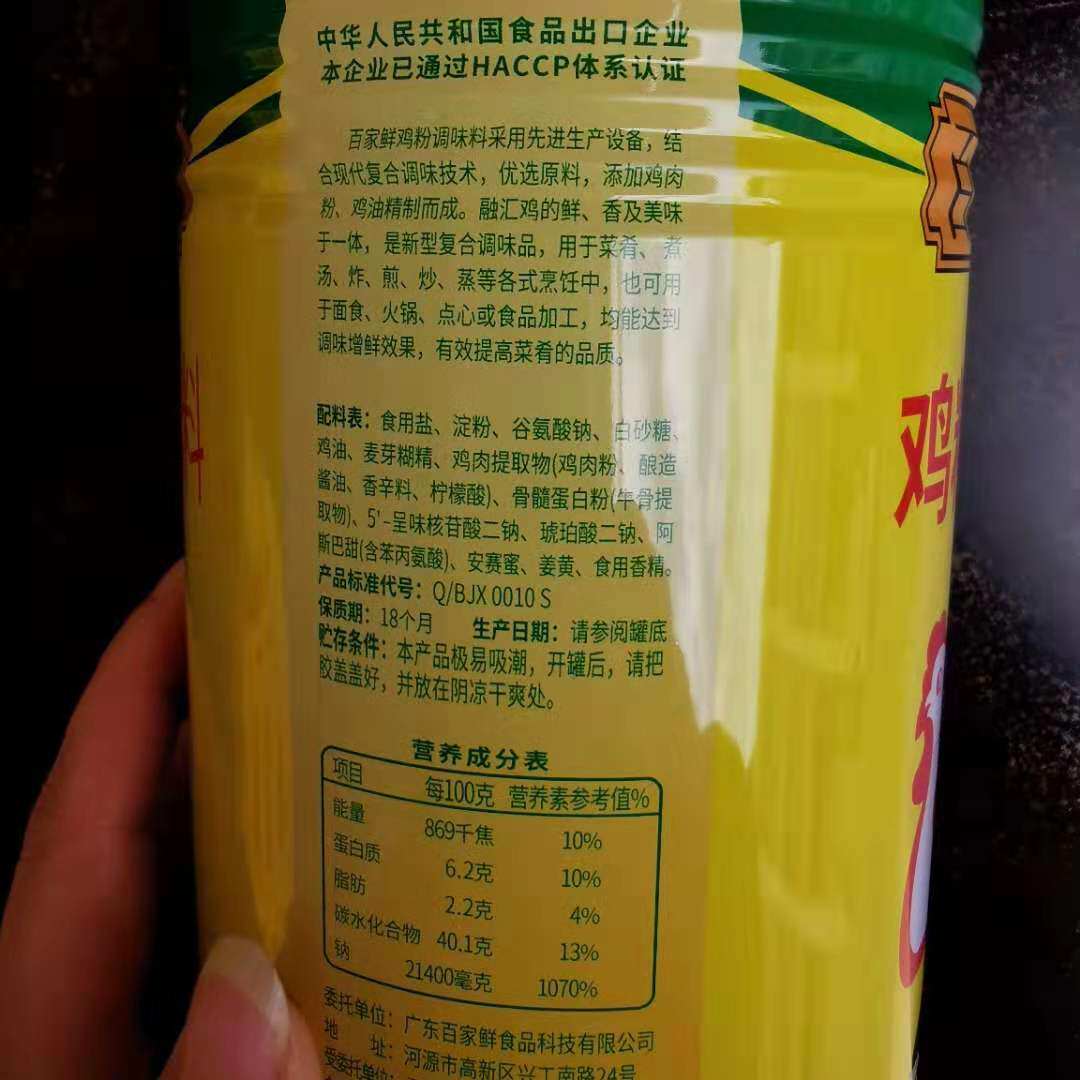 中华人民共和国食品出口企业
本企业已通过HACCP体系认证
百家鲜鸡粉调味料采用先进生产设备，结
合现代复合调味技术，优选原料，添加鸡肉
粉、鸡油精制而成。融汇鸡的鲜、香及美味
于一体，是新型复合调味品，用于菜肴、煮
汤、炸、煎、炒、蒸等各式烹饪中，也可用
于面食、火锅、点心或食品加工，均能达到
调味增鲜效果，有效提高菜肴的品质。
配料表：食用盐、淀粉、谷氨酸钠、白砂糖、
鸡油、麦芽糊精、鸡肉提取物(鸡肉粉、酿造
酱油、香辛料、柠檬酸)、骨髓蛋白粉(牛骨提
取物)、5'-呈味核苷酸二钠、琥珀酸二钠、阿
斯巴甜(含苯丙氨酸)、安赛蜜、姜黄、食用香精。
产品标准代号：Q/BJX 0010 S
保质期：18个月 生产日期：请参阅罐底
贮存条件：本产品极易吸潮，开罐后，请把
胶盖盖好，并放在阴凉干爽处。
营养成分表
项目 每100克 营养素参考值%
能量 869千焦 10%
蛋白质 6.2克 10%
脂肪 2.2克 4%
碳水化合物 40.1克 13%
钠 21400毫克 1070%
委托单位：广东百家鲜食品科技有限公司
地 址：河源市高新区兴工南路24号
受委托单位：
鸡